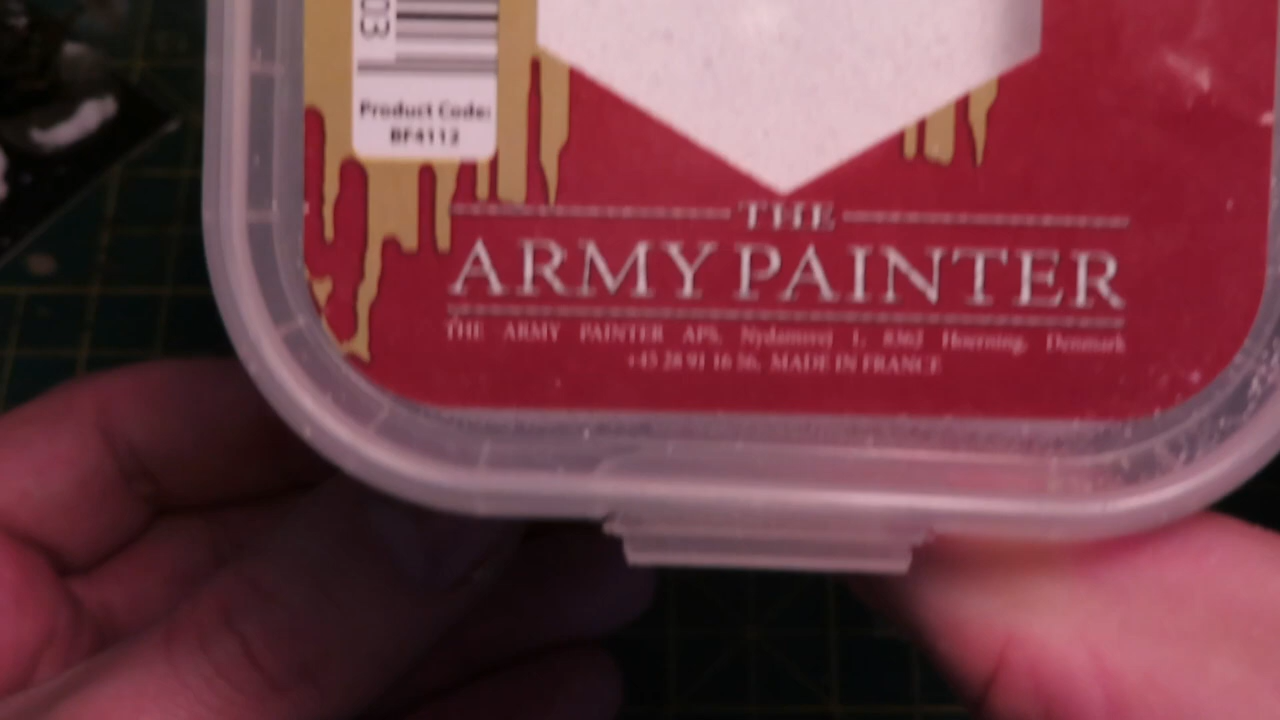 03
Product Code:
BF4112
THE
ARMY PAINTER
THE ARMY PAINTER APS, 1, 8362 Hoerning, Denmark
+45 28 91 16 56, MADE IN FRANCE